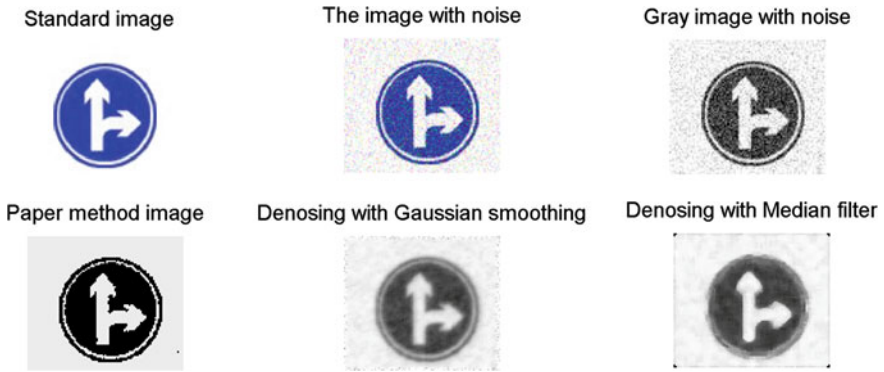 Standard image
The image with noise
Gray image with noise
Paper method image
Denosing with Gaussian smoothing
Denosing with Median filter